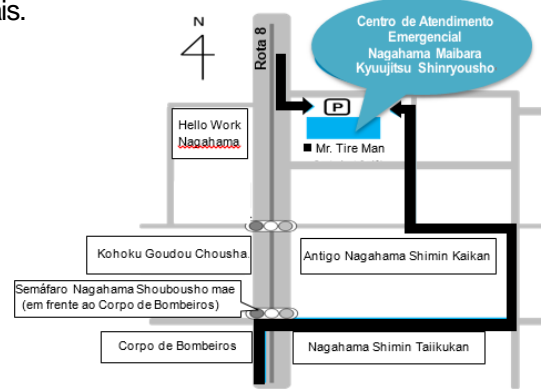 ais.
N
4
Rota 8
Centro de Atendimento
Emergencial
Nagahama Maibara
Kyuujitsu Shinryousho
P
Hello Work
Nagahama
■ Mr. Tire Man
Kohoku Goudou Chousha.
Antigo Nagahama Shimin Kaikan
Semáfaro Nagahama Shoubousho mae
(em frente ao Corpo de Bombeiros)
Corpo de Bombeiros
Nagahama Shimin Taiikukan